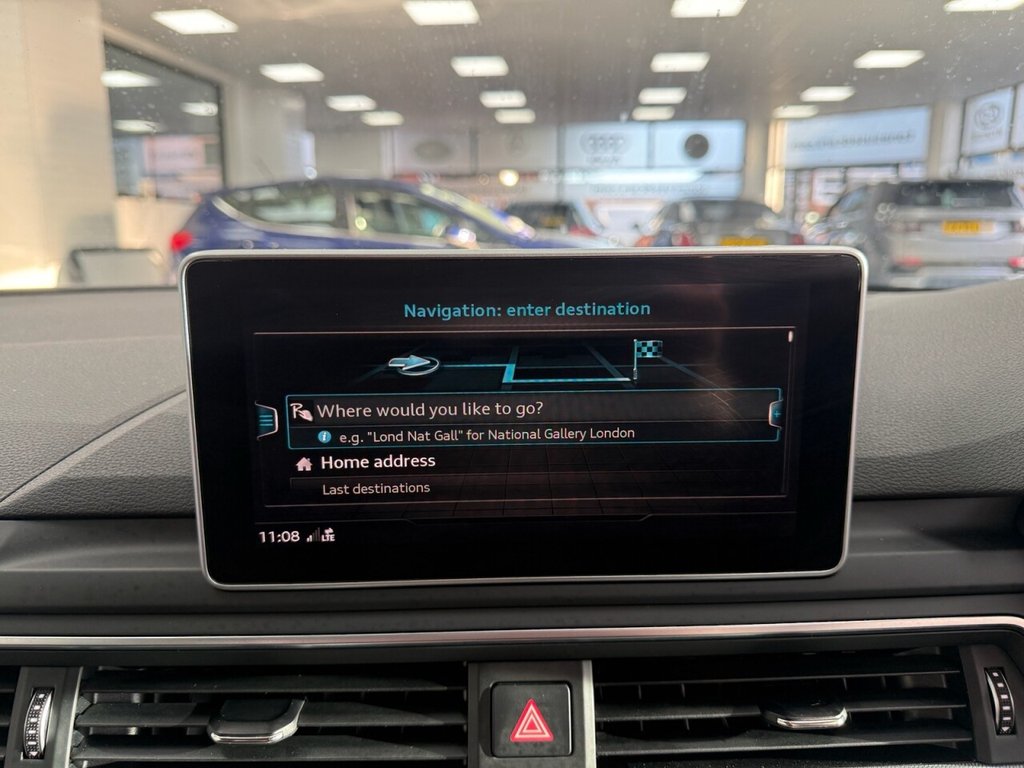 Navigation: enter destination
Where would you like to go?
e.g. "Lond Nat Gall" for National Gallery London
Home address
Last destinations
11:08 LTE